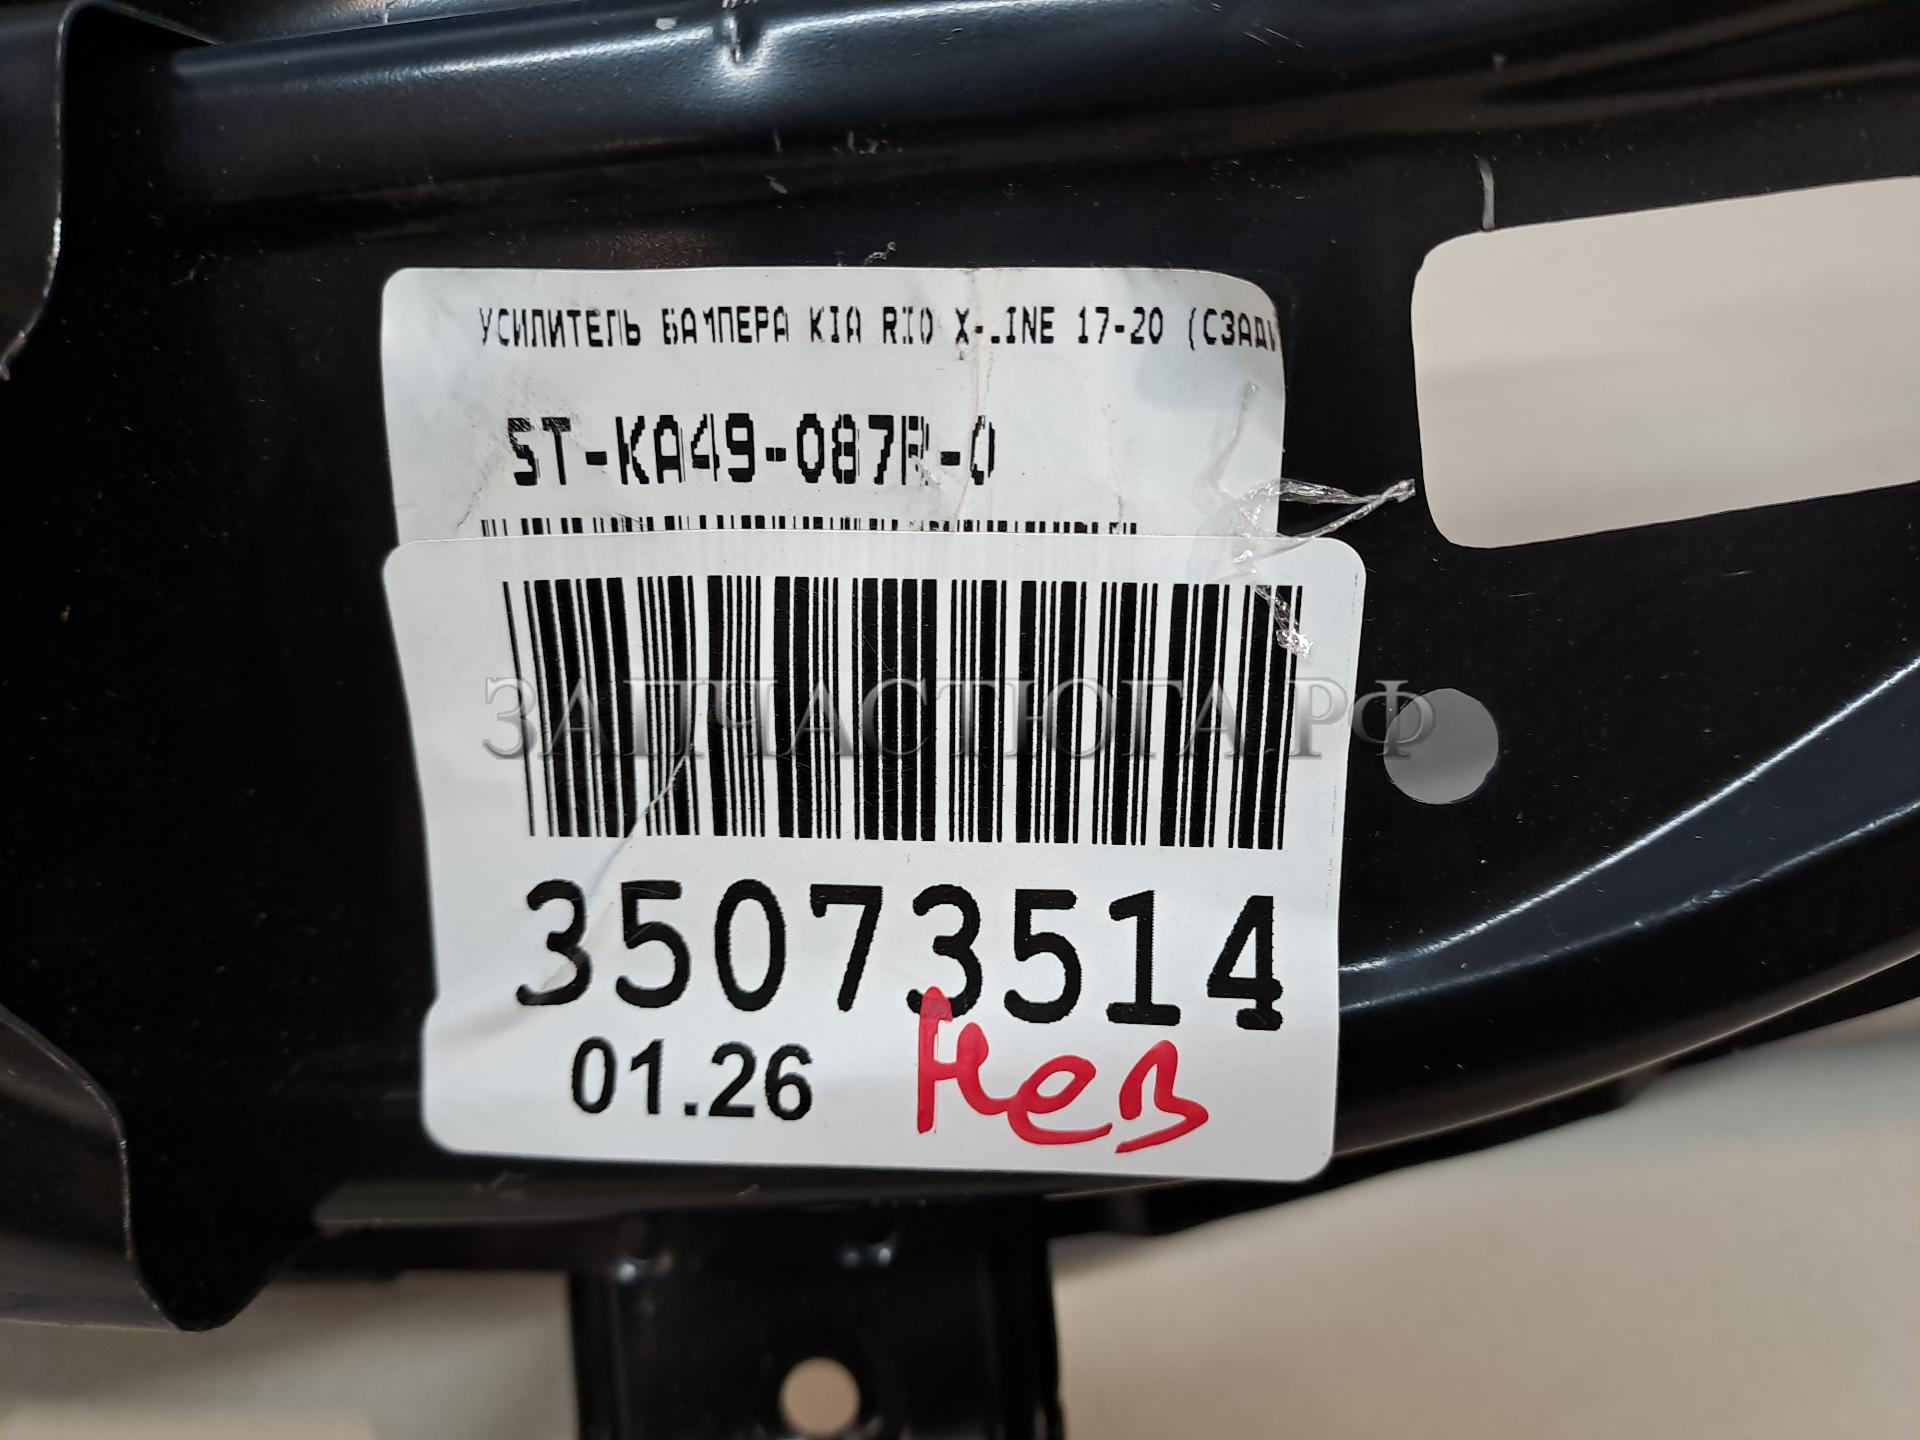 УСИЛИТЕЛЬ БАМПЕРА KIA RIO X-LINE 17-20 (СЗАДИ
ST-KA49-087R-0
ЗАПЧАСТЮГА.РФ
35073514
01.26 Нев